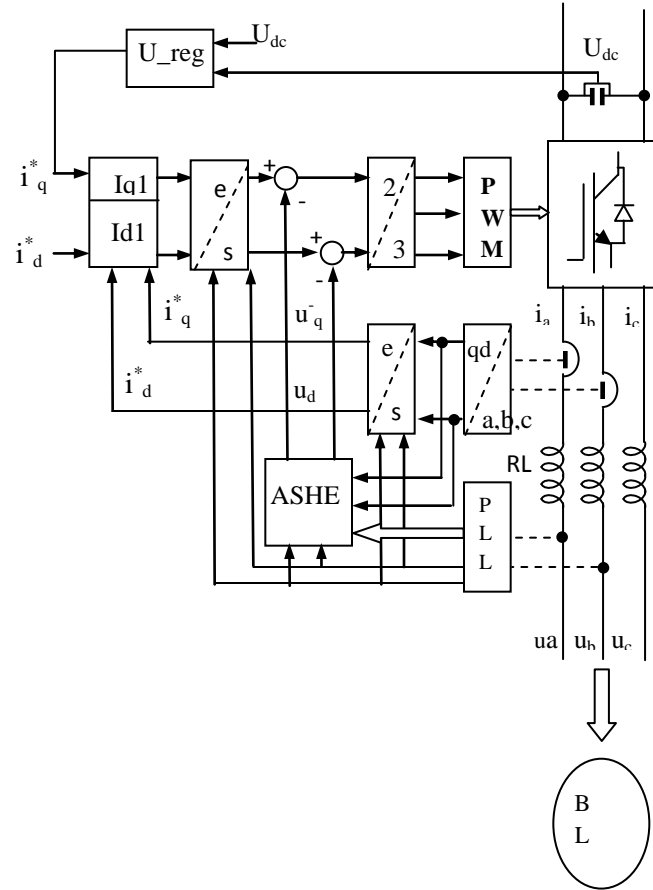 U_reg
U_dc
U_dc
i*_q
Iq1
e
s
+
-
2
3
P
W
M
i*_d
Id1
+
-
i*_q
u-_q
i_a
i_b
i_c
e
s
qd
a,b,c
i*_d
u_d
RL
ASHE
P
L
L
ua
u_b
u_c
B
L